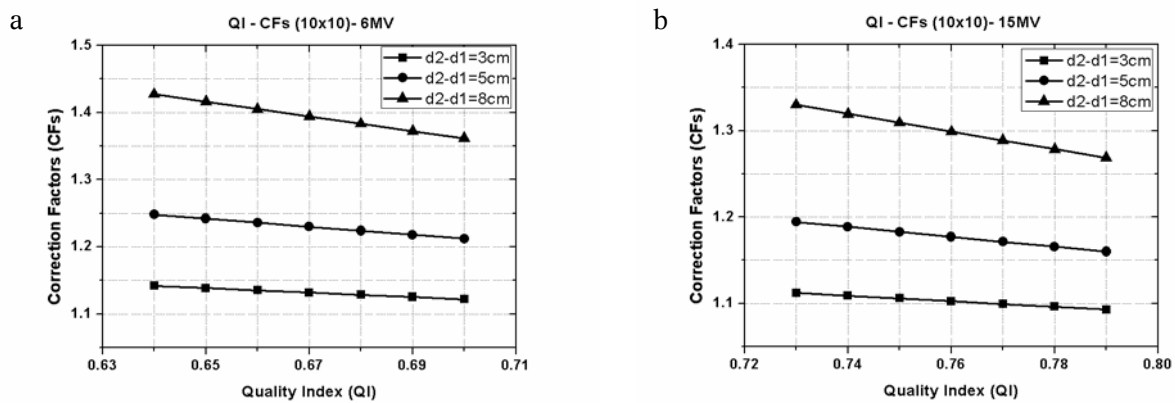 a
QI - CFs (10x10)- 6MV
Correction Factors (CFs)
1.5
1.4
1.3
1.2
1.1
d2-d1=3cm
d2-d1=5cm
d2-d1=8cm
0.63
0.65
0.67
0.69
0.71
Quality Index (QI)
b
QI - CFs (10x10)- 15MV
Correction Factors (CFs)
1.4
1.3
1.2
1.1
d2-d1=3cm
d2-d1=5cm
d2-d1=8cm
0.72
0.74
0.76
0.78
0.80
Quality Index (QI)